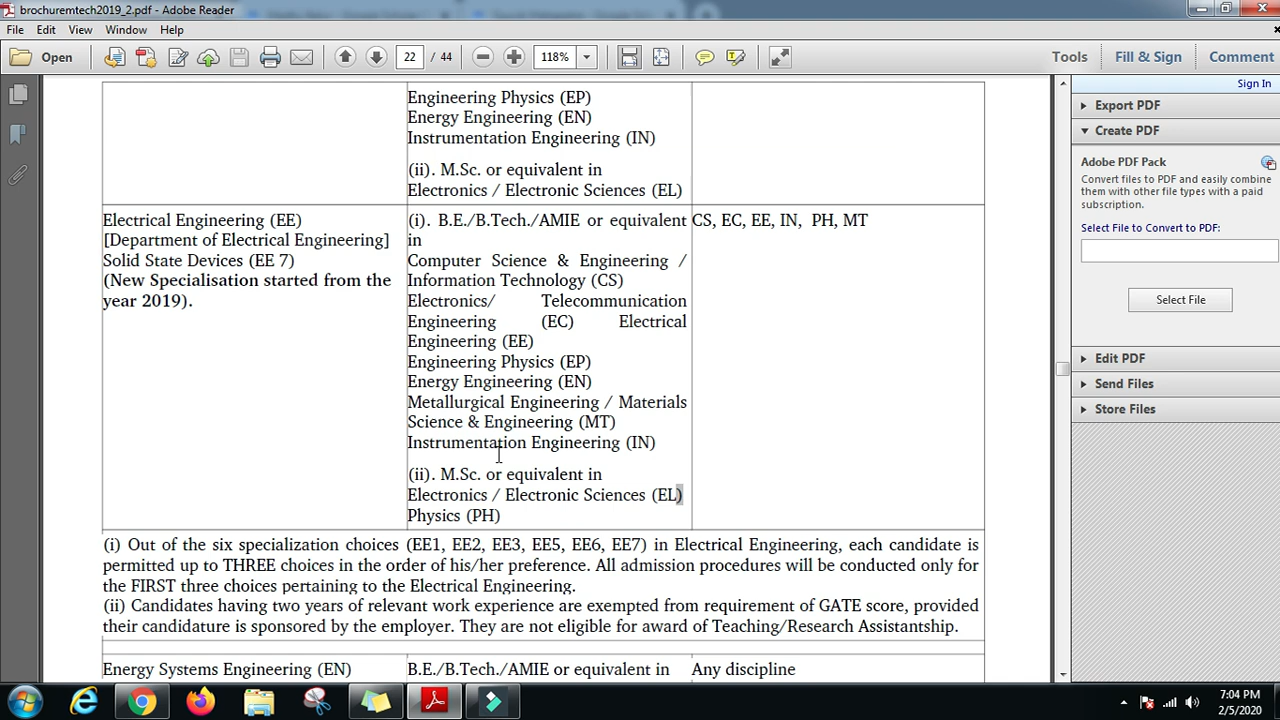 brochuremtech2019_2.pdf - Adobe Reader
File Edit View Window Help
Open 22 / 44 118% Tools Fill & Sign Comment
Sign In
Export PDF
Create PDF
Adobe PDF Pack
Convert files to PDF and easily combine
them with other file types with a paid
subscription.
Select File to Convert to PDF:
Select File
Edit PDF
Send Files
Store Files
Engineering Physics (EP)
Energy Engineering (EN)
Instrumentation Engineering (IN)
(ii). M.Sc. or equivalent in
Electronics / Electronic Sciences (EL)
Electrical Engineering (EE)
[Department of Electrical Engineering]
Solid State Devices (EE 7)
(New Specialisation started from the
year 2019).
(i). B.E./B.Tech./AMIE or equivalent
in
Computer Science & Engineering /
Information Technology (CS)
Electronics/ Telecommunication
Engineering (EC) Electrical
Engineering (EE)
Engineering Physics (EP)
Energy Engineering (EN)
Metallurgical Engineering / Materials
Science & Engineering (MT)
Instrumentation Engineering (IN)
(ii). M.Sc. or equivalent in
Electronics / Electronic Sciences (EL)
Physics (PH)
CS, EC, EE, IN, PH, MT
(i) Out of the six specialization choices (EE1, EE2, EE3, EE5, EE6, EE7) in Electrical Engineering, each candidate is
permitted up to THREE choices in the order of his/her preference. All admission procedures will be conducted only for
the FIRST three choices pertaining to the Electrical Engineering.
(ii) Candidates having two years of relevant work experience are exempted from requirement of GATE score, provided
their candidature is sponsored by the employer. They are not eligible for award of Teaching/Research Assistantship.
Energy Systems Engineering (EN)
B.E./B.Tech./AMIE or equivalent in
Any discipline
7:04 PM
2/5/2020